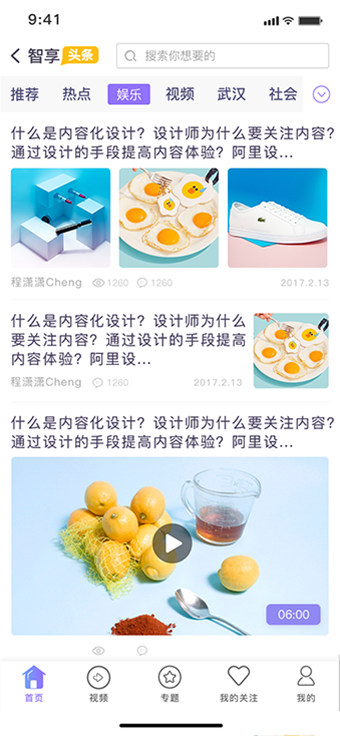 9:41
智享 头条
搜索你想要的
推荐 热点 娱乐 视频 武汉 社会
什么是内容化设计？设计师为什么要关注内容？
通过设计的手段提高内容体验？阿里设...
程潇潇Cheng 1260 1260 2017.2.13
什么是内容化设计？设计师为什么
要关注内容？通过设计的手段提高
内容体验？阿里设...
程潇潇Cheng 1260 2017.2.13
什么是内容化设计？设计师为什么要关注内容？
通过设计的手段提高内容体验？阿里设...
06:00
首页 视频 专题 我的关注 我的